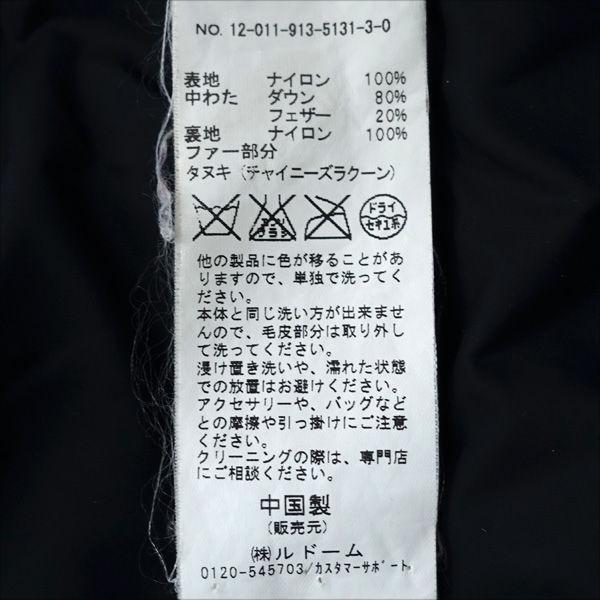 NO. 12-011-913-5131-3-0
表地 ナイロン 100%
中わた ダウン 80%
フェザー 20%
裏地 ナイロン 100%
ファー部分
タヌキ (チャイニーズラクーン)
エンソ
サラシ
ドライ
セキユ系
他の製品に色が移ることがあ
りますので、単独で洗ってく
ださい。
本体と同じ洗い方が出来ませ
んので、毛皮部分は取り外し
て洗ってください。
浸け置き洗いや、濡れた状態
での放置はお避けください。
アクセサリーや、バッグなど
との摩擦や引っ掛けにご注意
ください。
クリーニングの際は、専門店
にご相談ください。
中国製
(販売元)
(株)ルドーム
0120-545703/カスタマーサポート